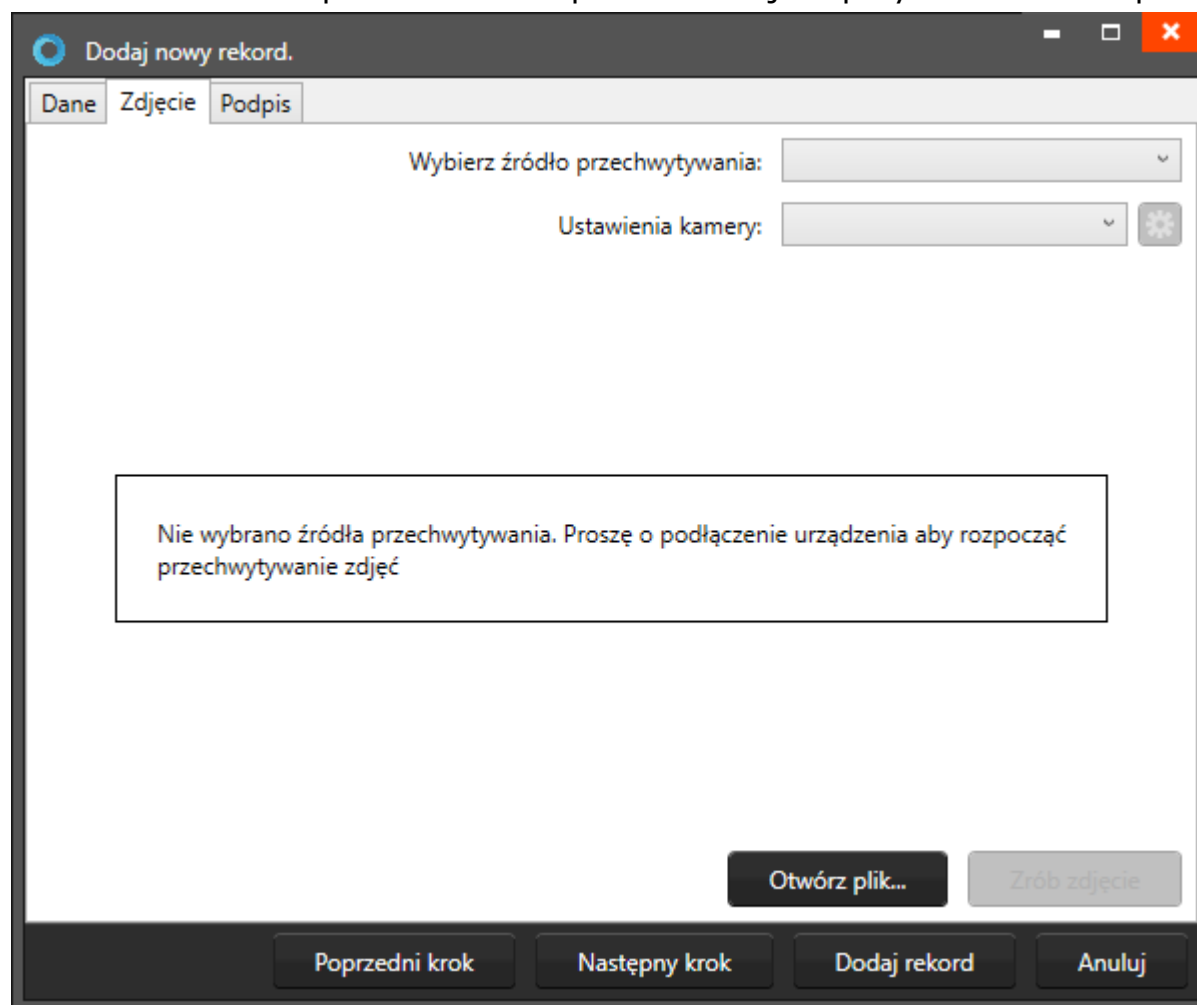 Dodaj nowy rekord.
Dane Zdjęcie Podpis
Wybierz źródło przechwytywania:
Ustawienia kamery:
Nie wybrano źródła przechwytywania. Proszę o podłączenie urządzenia aby rozpocząć
przechwytywanie zdjęć
Otwórz plik... Zrób zdjęcie
Poprzedni krok Następny krok Dodaj rekord Anuluj